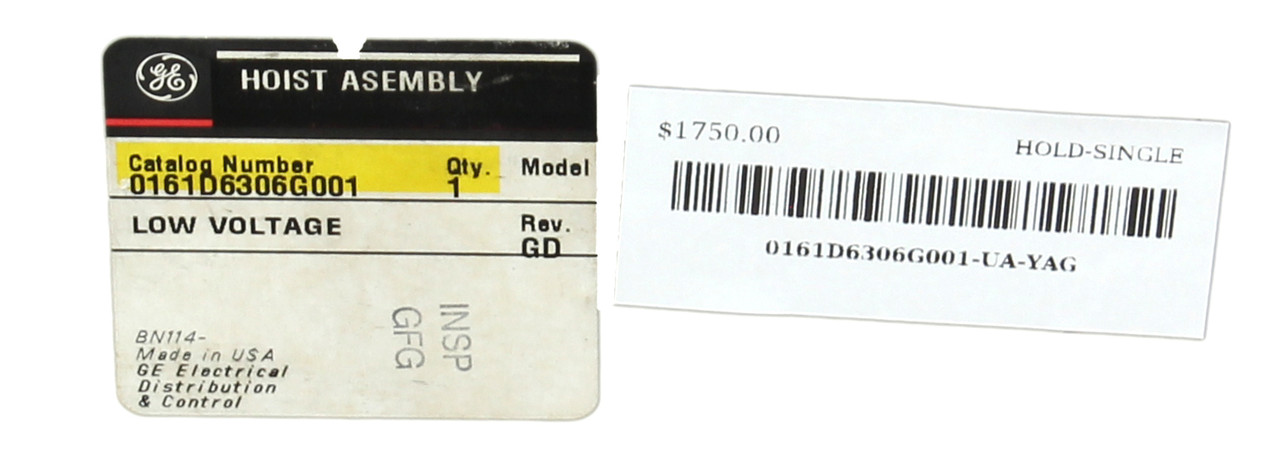 GE
HOIST ASEMBLY
Catalog Number Qty. Model
0161D6306G001 1
LOW VOLTAGE Rev.
GD
INSP
GFG
BN114-
Made in USA
GE Electrical
Distribution
& Control
$1750.00
HOLD-SINGLE
0161D6306G001-UA-YAG